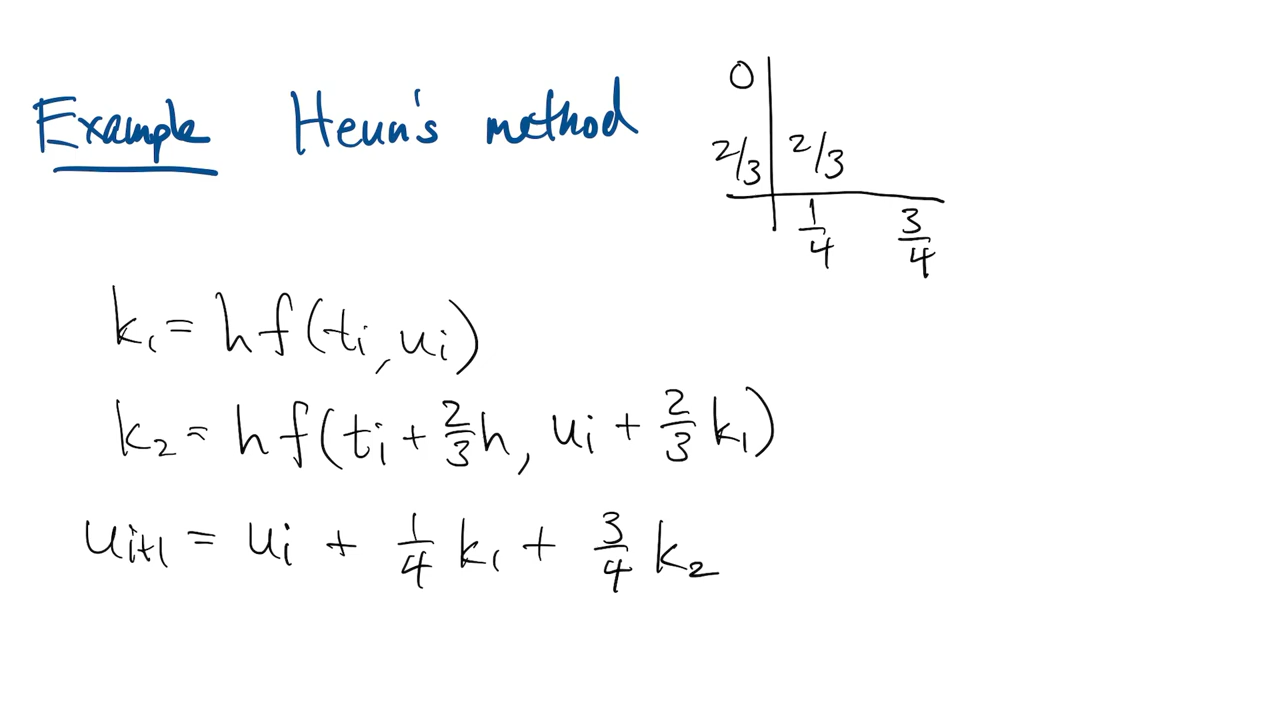 Example Heun's method
0
2/3 2/3
1/4 3/4
k₁ = hf(tᵢ, uᵢ)
k₂ = hf(tᵢ + 2/3 h, uᵢ + 2/3 k₁)
uᵢ₊₁ = uᵢ + 1/4 k₁ + 3/4 k₂